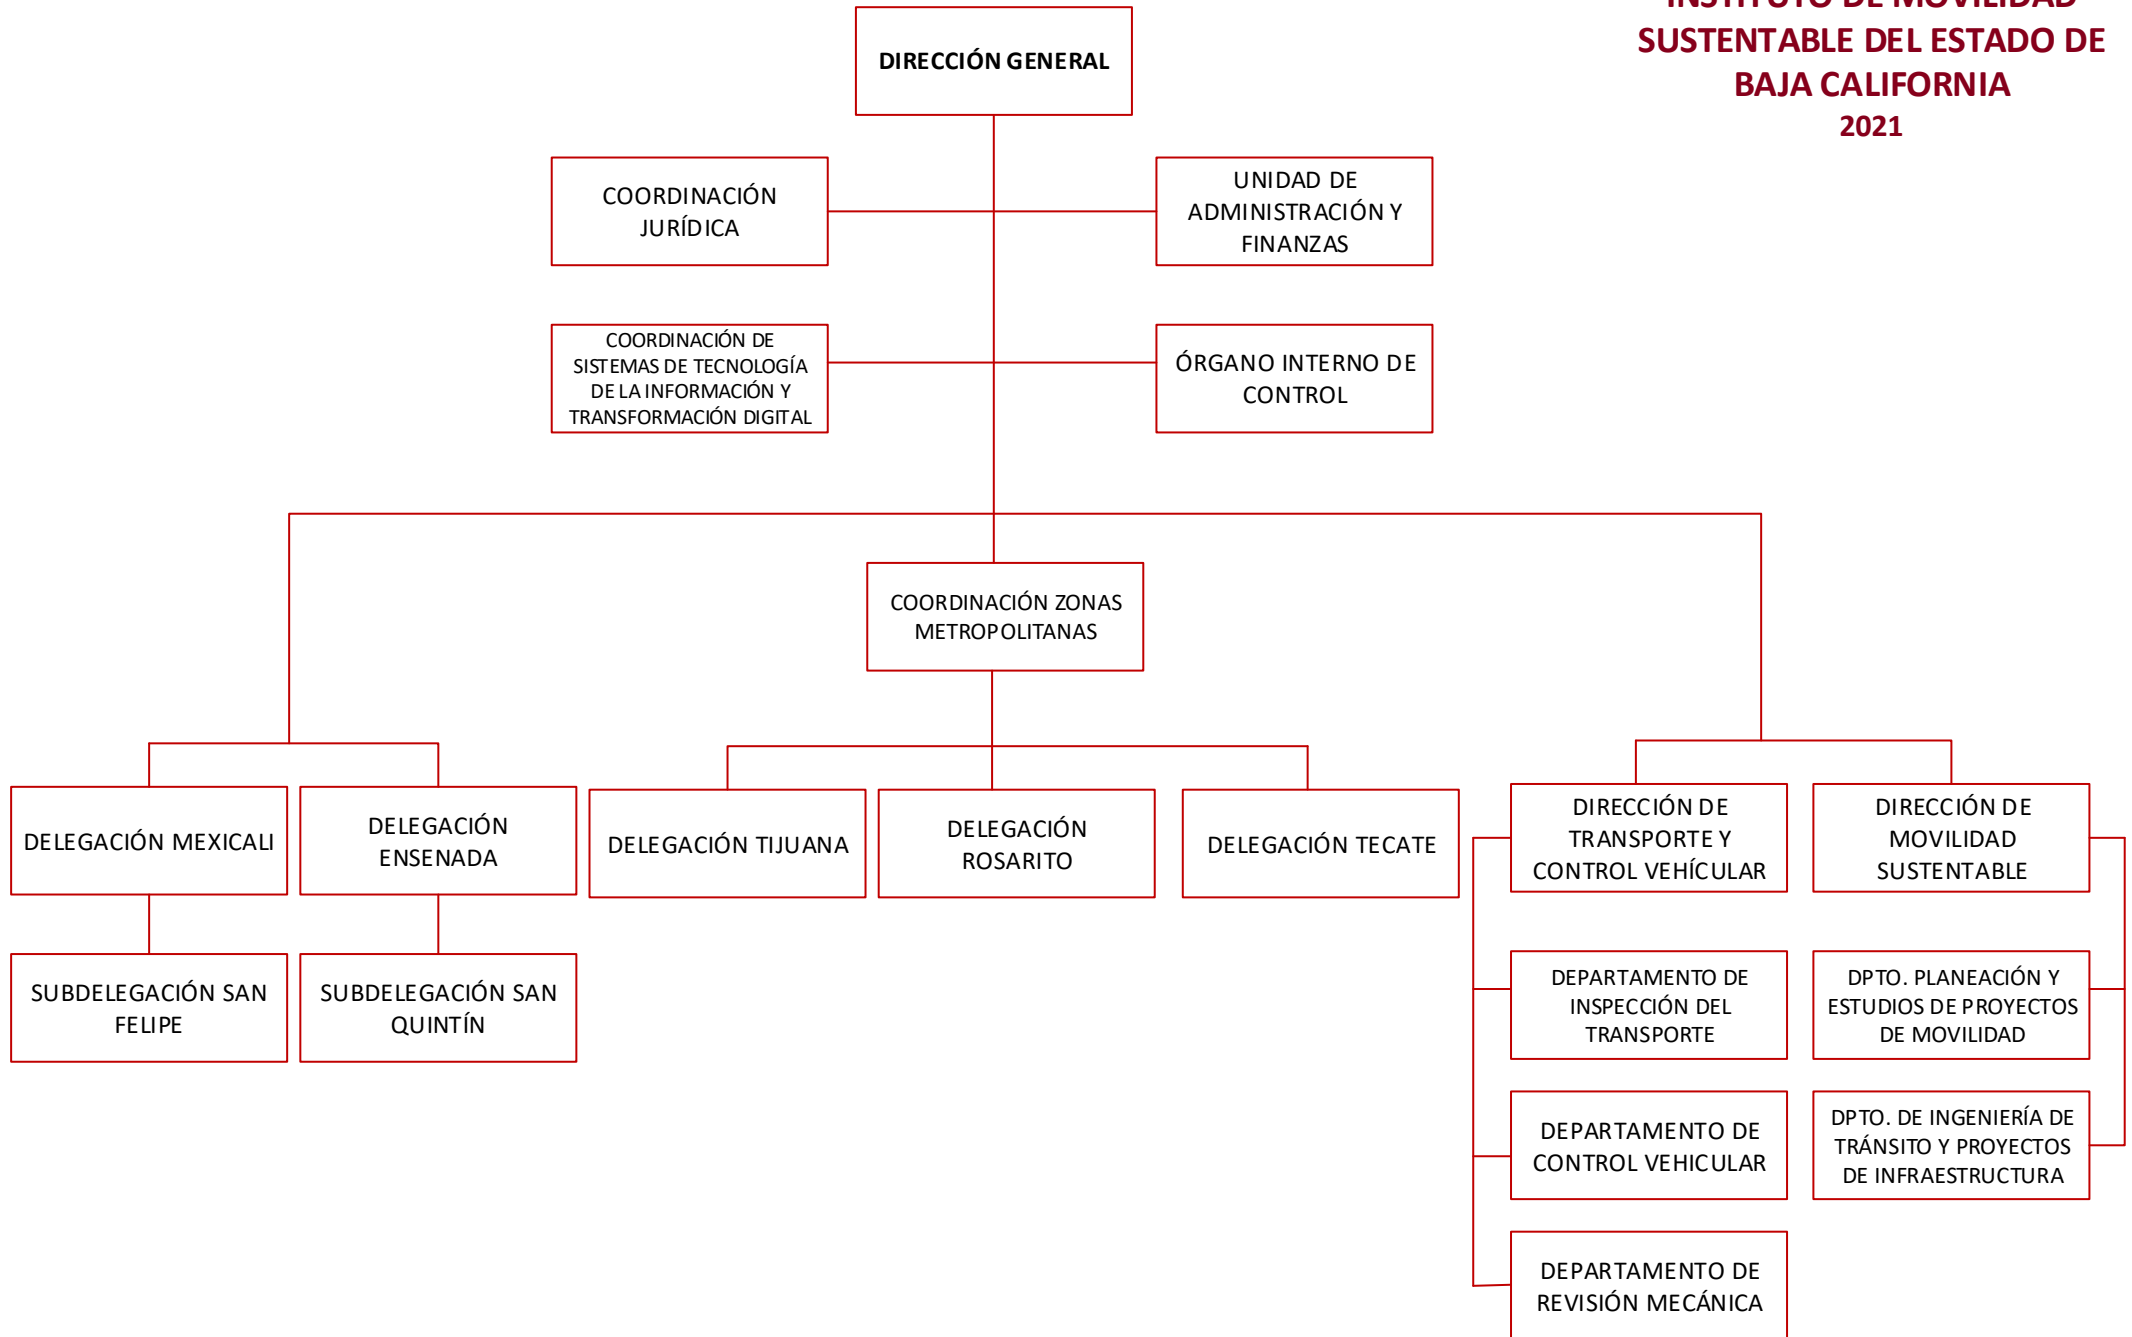 INSTITUTO DE MOVILIDAD
SUSTENTABLE DEL ESTADO DE
BAJA CALIFORNIA
2021
DIRECCIÓN GENERAL
COORDINACIÓN
JURÍDICA
UNIDAD DE
ADMINISTRACIÓN Y
FINANZAS
COORDINACIÓN DE
SISTEMAS DE TECNOLOGÍA
DE LA INFORMACIÓN Y
TRANSFORMACIÓN DIGITAL
ÓRGANO INTERNO DE
CONTROL
COORDINACIÓN ZONAS
METROPOLITANAS
DELEGACIÓN MEXICALI
DELEGACIÓN
ENSENADA
DELEGACIÓN TIJUANA
DELEGACIÓN
ROSARITO
DELEGACIÓN TECATE
DIRECCIÓN DE
TRANSPORTE Y
CONTROL VEHÍCULAR
DIRECCIÓN DE
MOVILIDAD
SUSTENTABLE
SUBDELEGACIÓN SAN
FELIPE
SUBDELEGACIÓN SAN
QUINTÍN
DEPARTAMENTO DE
INSPECCIÓN DEL
TRANSPORTE
DPTO. PLANEACIÓN Y
ESTUDIOS DE PROYECTOS
DE MOVILIDAD
DEPARTAMENTO DE
CONTROL VEHICULAR
DPTO. DE INGENIERÍA DE
TRÁNSITO Y PROYECTOS
DE INFRAESTRUCTURA
DEPARTAMENTO DE
REVISIÓN MECÁNICA